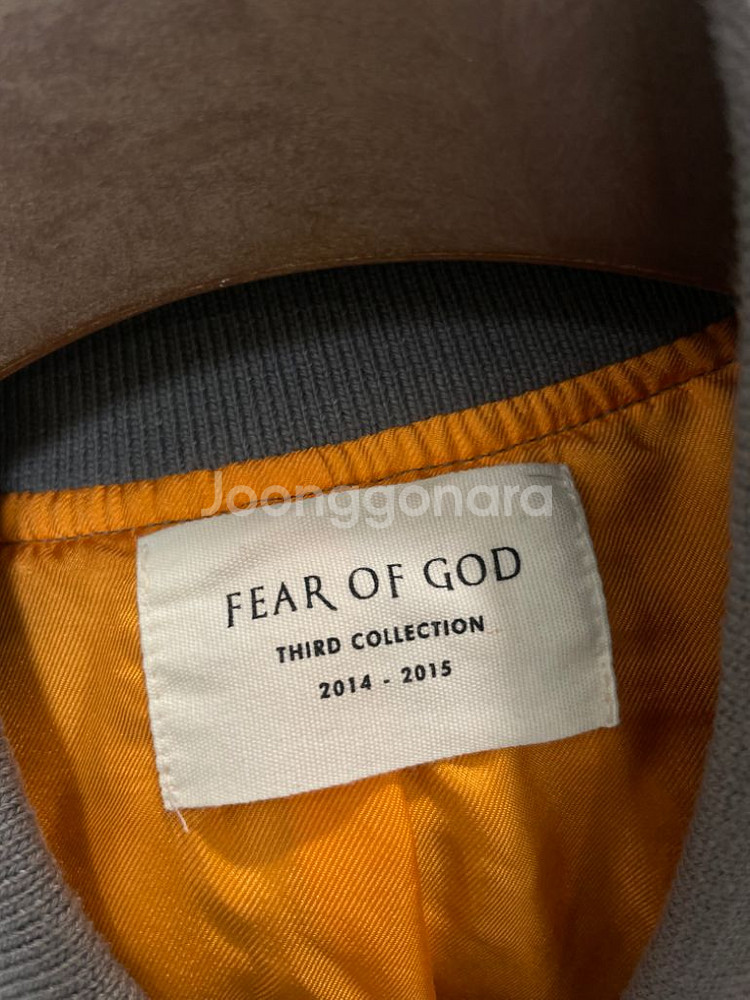 Joonggonara
FEAR OF GOD
THIRD COLLECTION
2014 - 2015